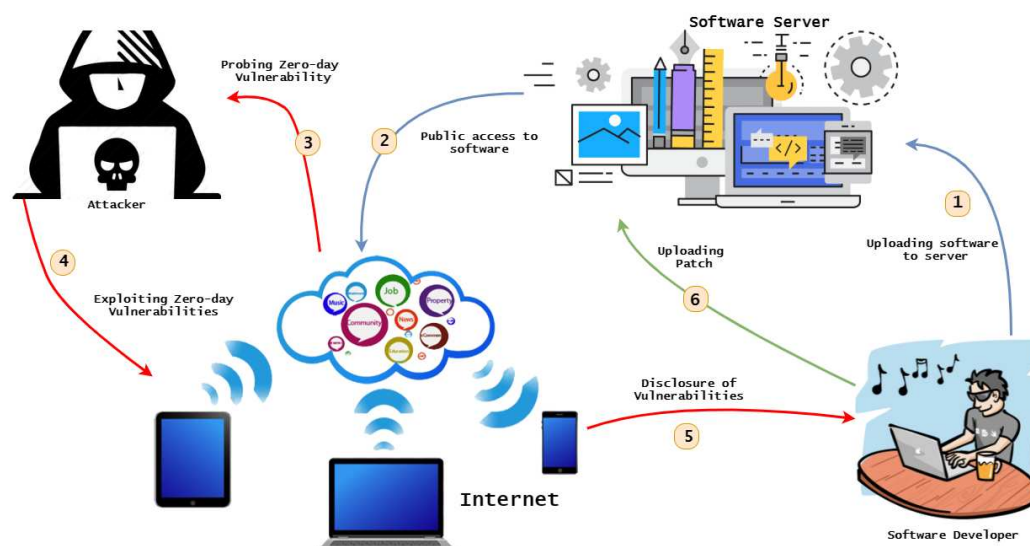 Software Server
Probing Zero-day
Vulnerability
3
2
Public access to
software
</>
1
Attacker
4
Uploading software
to server
Uploading
Patch
6
Exploiting Zero-day
Vulnerabilities
Job
Music
Property
Community
News
Education
Disclosure of
Vulnerabilities
5
Internet
Software Developer